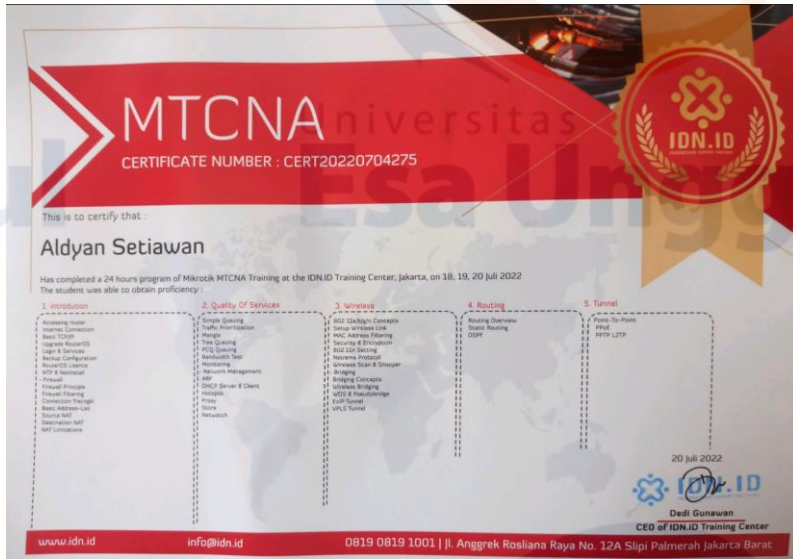 MTCNA
CERTIFICATE NUMBER : CERT20220704275
IDN.ID
Universitas
Esa Ungg
ul
This is to certify that :
Aldyan Setiawan
Has completed a 24 hours program of Mikrotik MTCNA Training at the IDN.ID Training Center, Jakarta, on 18, 19, 20 Juli 2022
The student was able to obtain proficiency :
1. Introdution
Accessing Router
Internet Connection
Basic TCP/IP
Upgrade RouterOS
Login & Services
Backup Configuration
RouterOS Lisence
NTP & Netinstall
- Firewall
Firewall Principle
Firewall Filtering
Connection Tracking
Basic Address-List
Source NAT
Destination NAT
NAT Limitations
2. Quality Of Services
Simple Queuing
Traffic Prioritization
Mangle
Tree Queuing
PCQ Queuing
Bandwidth Test
Monitoring
- Network Management
ARP
DHCP Server & Client
Hotspot
Proxy
Store
Netwatch
3. Wireless
802.11a/b/g/n Concepts
Setup Wireless Link
MAC Address Filtering
Security & Encryption
802.11n Setting
Nstreme Protocol
Wireless Scan & Snooper
- Bridging
Bridging Concepts
Wireless Bridging
WDS & Pseudobridge
EoIP Tunnel
VPLS Tunnel
4. Routing
Routing Overview
Static Routing
OSPF
5. Tunnel
Point-To-Point
PPoE
PPTP L2TP
20 Juli 2022
IDN.ID
Dedi Gunawan
CEO of IDN.ID Training Center
www.idn.id
info@idn.id
0819 0819 1001 | Jl. Anggrek Rosliana Raya No. 12A Slipi Palmerah Jakarta Barat